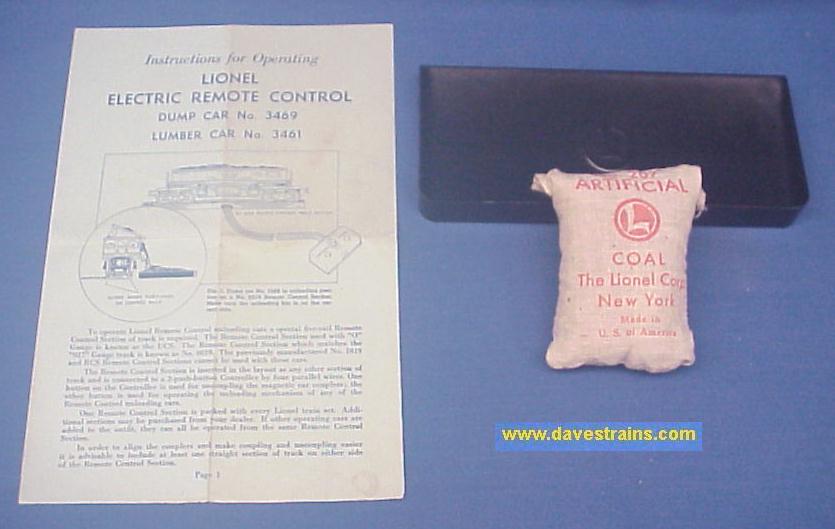 Instructions for Operating
LIONEL
ELECTRIC REMOTE CONTROL
DUMP CAR No. 3469
LUMBER CAR No. 3461
To operate Lionel Remote Control unloading cars a special five-rail Remote
Control Section of track is required. The Remote Control Section used with "O"
Gauge is known as the UCS. The Remote Control Section which matches the
"027" Gauge track is known as No. 6019. The previously manufactured No. 1019
and RCS Remote Control Sections cannot be used with these cars.
The Remote Control Section is inserted in the layout as any other section of
track and is connected to a 2-push-button Controller by four parallel wires. One
button on the Controller is used for uncoupling the magnetic car couplers; the
other button is used for operating the unloading mechanism of any of the
Remote Control unloading cars.
One Remote Control Section is packed with every Lionel train set. Addi-
tional sections may be purchased from your dealer. If other operating cars are
added to the outfit, they can all be operated from the same Remote Control
Section.
In order to align the couplers and make coupling and uncoupling easier
it is advisable to include at least one straight section of track on either side
of the Remote Control Section.
Page 1
ARTIFICIAL
L
COAL
The Lionel Corp
New York
Made in
U. S. of America
www.davestrains.com